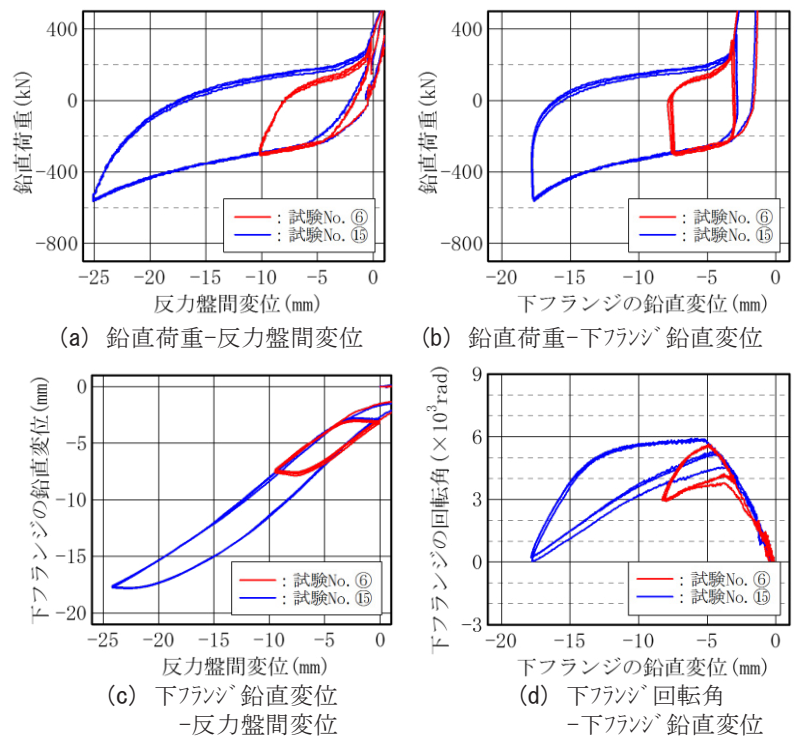 400
0
-400
-800
鉛直荷重(kN)
: 試験No. ⑥
: 試験No. ⑮
-25 -20 -15 -10 -5 0
反力盤間変位(mm)
(a) 鉛直荷重-反力盤間変位
400
0
-400
-800
鉛直荷重(kN)
: 試験No. ⑥
: 試験No. ⑮
-20 -15 -10 -5 0
下フランジの鉛直変位(mm)
(b) 鉛直荷重-下ﾌﾗﾝｼﾞ鉛直変位
0
-5
-10
-15
-20
下フランジの鉛直変位(mm)
: 試験No. ⑥
: 試験No. ⑮
-25 -20 -15 -10 -5 0
反力盤間変位(mm)
(c) 下ﾌﾗﾝｼﾞ鉛直変位
-反力盤間変位
9
6
3
0
-3
下フランジの回転角(×10³rad)
: 試験No. ⑥
: 試験No. ⑮
-20 -15 -10 -5 0
下フランジの鉛直変位(mm)
(d) 下ﾌﾗﾝｼﾞ回転角
-下ﾌﾗﾝｼﾞ鉛直変位